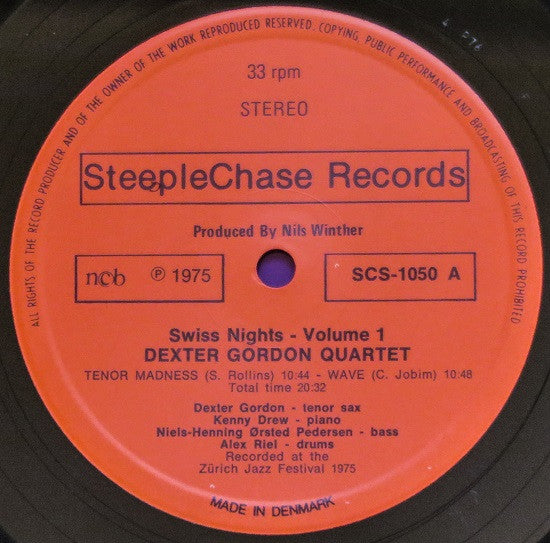 ALL RIGHTS OF THE RECORD PRODUCER AND OF THE OWNER OF THE WORK REPRODUCED RESERVED. COPYING, PUBLIC PERFORMANCE AND BROADCASTING OF THIS RECORD PROHIBITED
33 rpm
STEREO
SteepleChase Records
Produced By Nils Winther
ncb
Ⓟ 1975
SCS-1050 A
Swiss Nights - Volume 1
DEXTER GORDON QUARTET
TENOR MADNESS (S. Rollins) 10:44 - WAVE (C. Jobim) 10:48
Total time 20:32
Dexter Gordon - tenor sax
Kenny Drew - piano
Niels-Henning Ørsted Pedersen - bass
Alex Riel - drums
Recorded at the
Zürich Jazz Festival 1975
MADE IN DENMARK